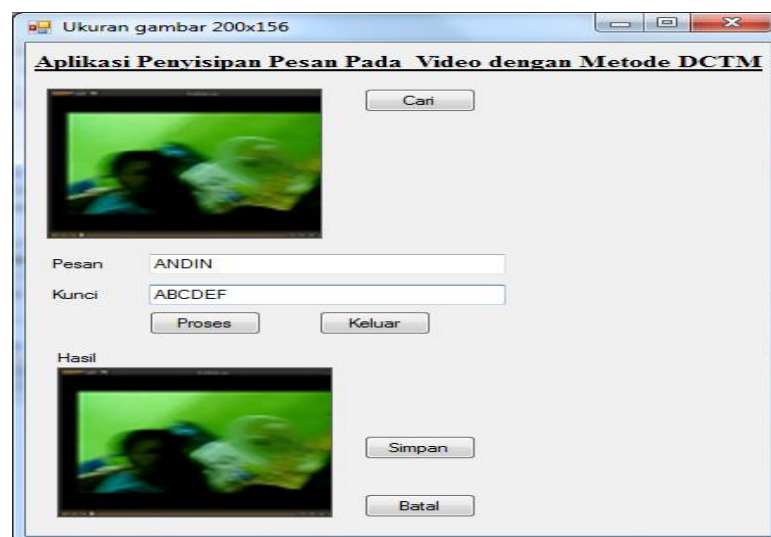 Ukuran gambar 200x156
Aplikasi Penyisipan Pesan Pada Video dengan Metode DCTM
Cari
Pesan ANDIN
Kunci ABCDEF
Proses Keluar
Hasil
Simpan
Batal